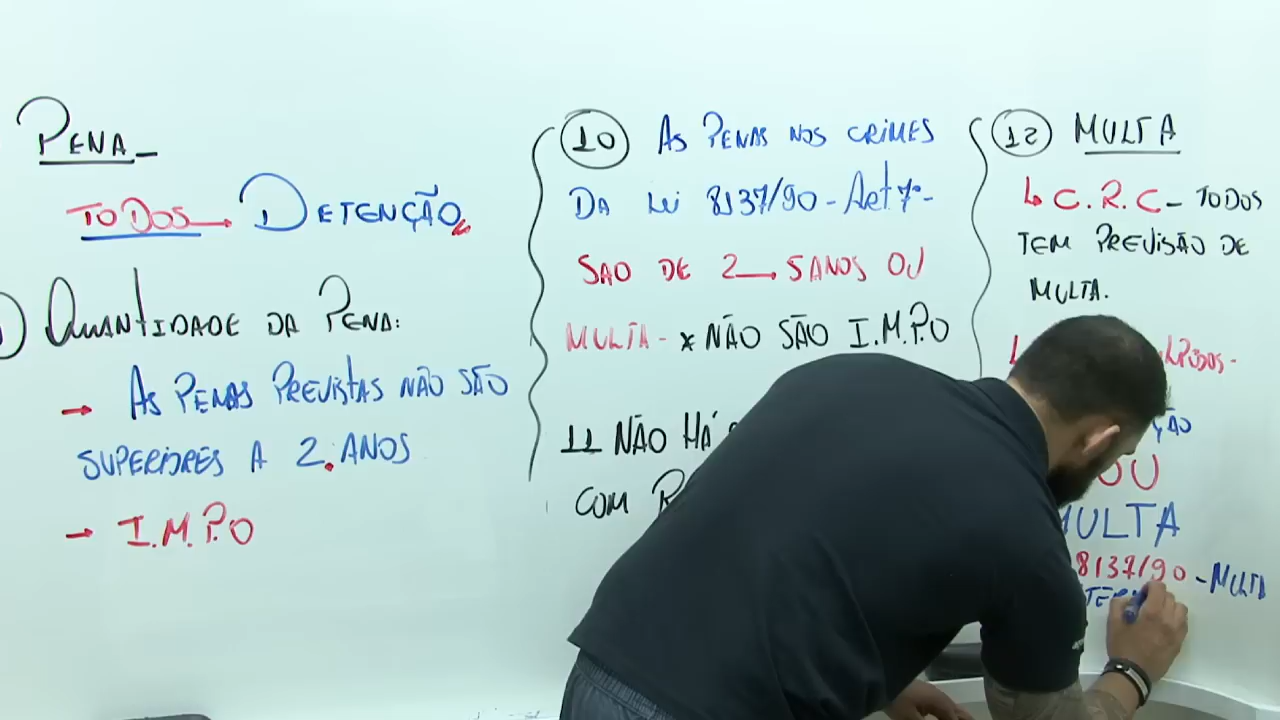 PENA
TODOS → DETENÇÃO
) QUANTIDADE DA PENA:
→ AS PENAS PREVISTAS NÃO SÃO
SUPERIORES A 2 ANOS
→ I.M.P.O
10 AS PENAS NOS CRIMES
DA LEI 8137/90 - Art 7º -
SAO DE 2 → 5 ANOS OU
MULTA - * NÃO SÃO I.M.P.O
11 NÃO HÁ
COM
12 MULTA
↳ C.R.C - TODOS
TEM PREVISÃO DE
MULTA.
OU
MULTA
8137/90 - MULTA